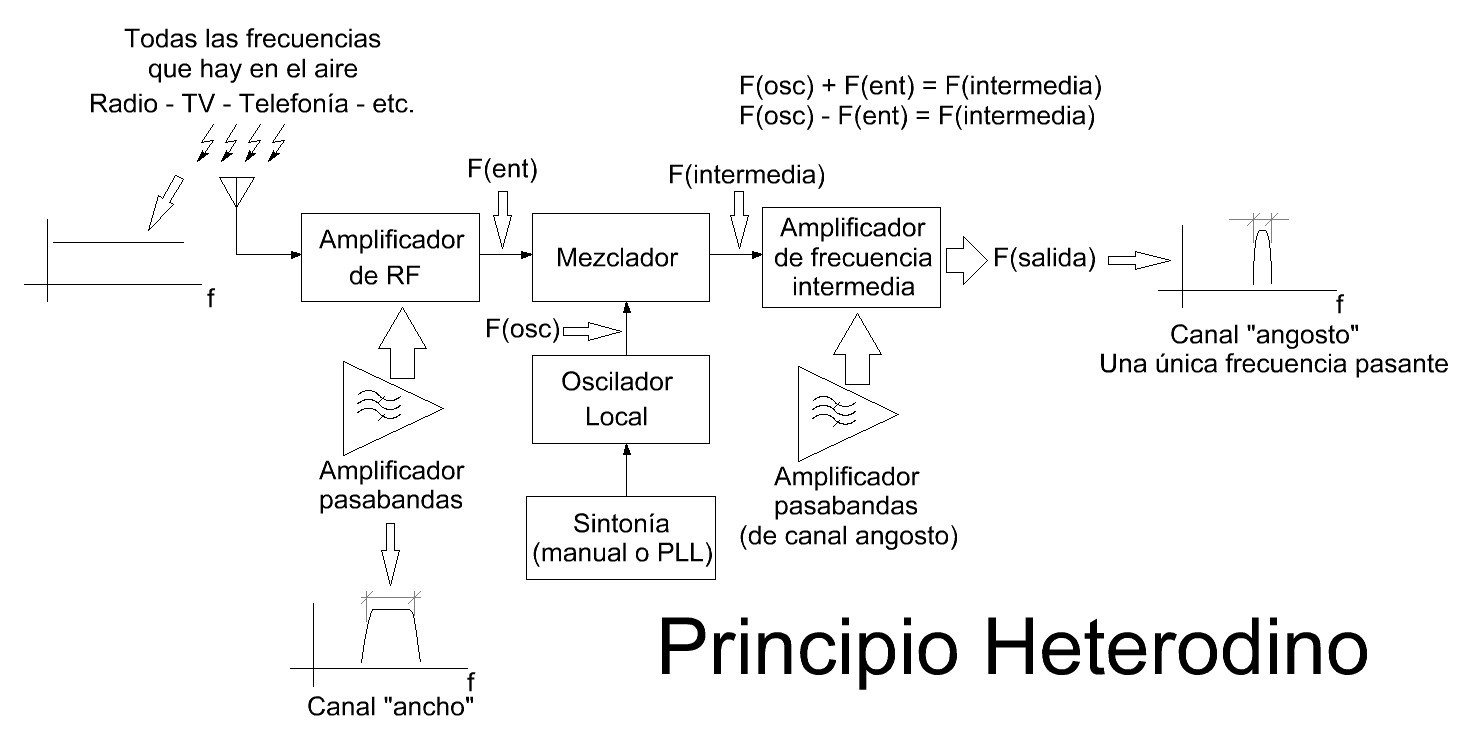 Todas las frecuencias
que hay en el aire
Radio - TV - Telefonía - etc.
F(osc) + F(ent) = F(intermedia)
F(osc) - F(ent) = F(intermedia)
F(ent)
F(intermedia)
f
Amplificador
de RF
Mezclador
Amplificador
de frecuencia
intermedia
F(salida)
f
Canal "angosto"
Una única frecuencia pasante
F(osc)
Oscilador
Local
Amplificador
pasabandas
Sintonía
(manual o PLL)
Amplificador
pasabandas
(de canal angosto)
f
Canal "ancho"
Principio Heterodino